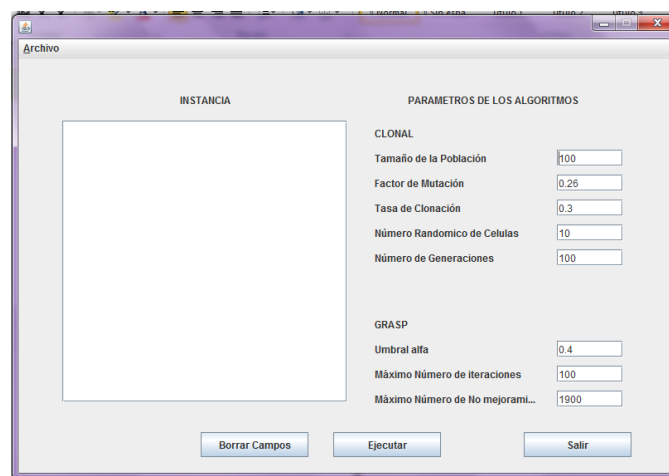 Archivo
INSTANCIA
PARAMETROS DE LOS ALGORITMOS
CLONAL
Tamaño de la Población 100
Factor de Mutación 0.26
Tasa de Clonación 0.3
Número Randomico de Celulas 10
Número de Generaciones 100
GRASP
Umbral alfa 0.4
Máximo Número de iteraciones 100
Máximo Número de No mejorami... 1900
Borrar Campos Ejecutar Salir